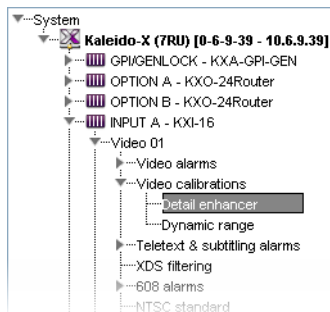 System
Kaleido-X (7RU) [0-6-9-39 - 10.6.9.39]
GPI/GENLOCK - KXA-GPI-GEN
OPTION A - KXO-24Router
OPTION B - KXO-24Router
INPUT A - KXI-16
Video 01
Video alarms
Video calibrations
Detail enhancer
Dynamic range
Teletext & subtitling alarms
XDS filtering
608 alarms
NTSC standard